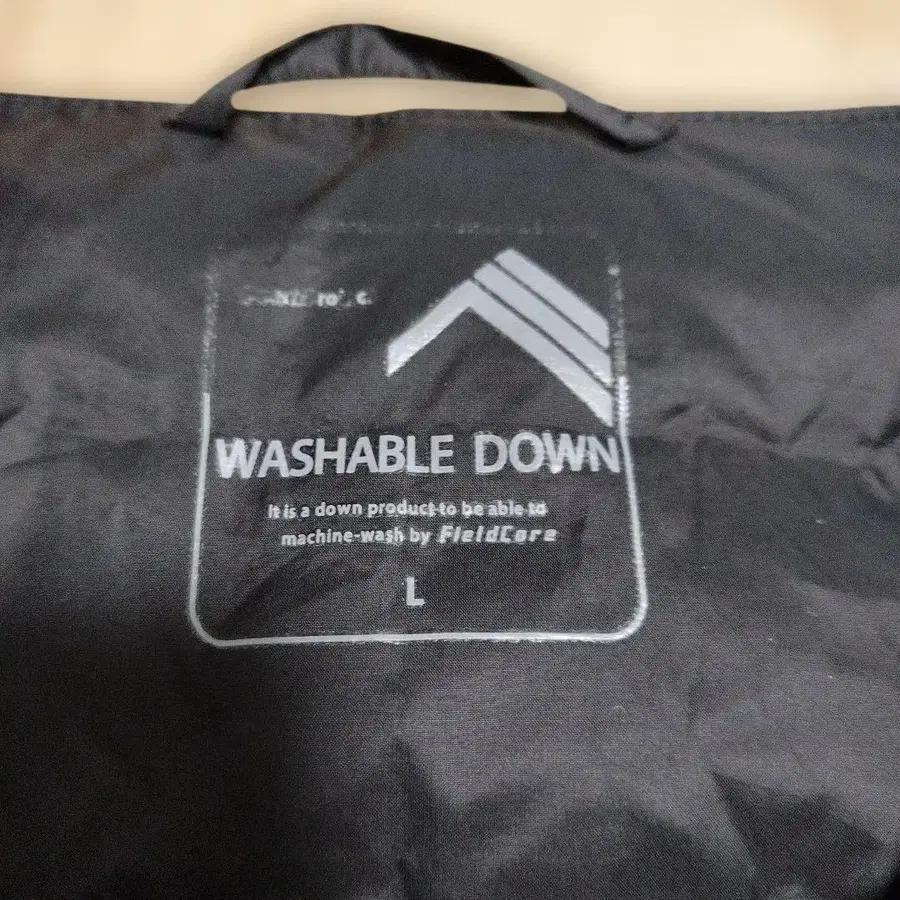 WASHABLE DOWN
It is a down product to be able to
machine-wash by FieldCore
L